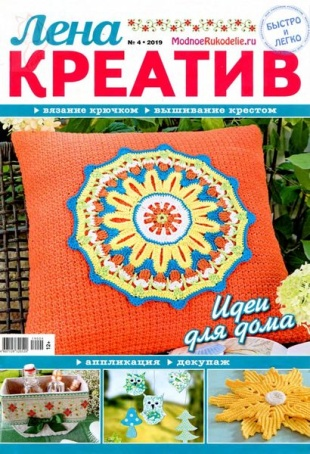 Лена
№ 4 • 2019
ModnoeRukodelie.ru
БЫСТРО
И
ЛЕГКО
КРЕАТИВ
вязание крючком
вышивание крестом
Идеи
для дома
аппликация
декупаж